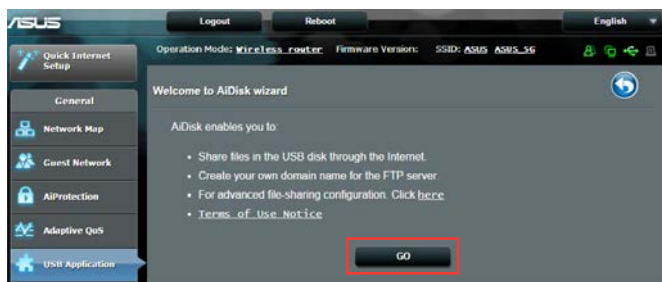 ASUS
Logout
Reboot
English
Operation Mode: Wireless router Firmware Version: SSID: ASUS ASUS_5G
Quick Internet
Setup
General
Network Map
Guest Network
AiProtection
Adaptive QoS
USB Application
Welcome to AiDisk wizard
AiDisk enables you to:
• Share files in the USB disk through the Internet.
• Create your own domain name for the FTP server
• For advanced file-sharing configuration. Click here
• Terms of Use Notice
GO